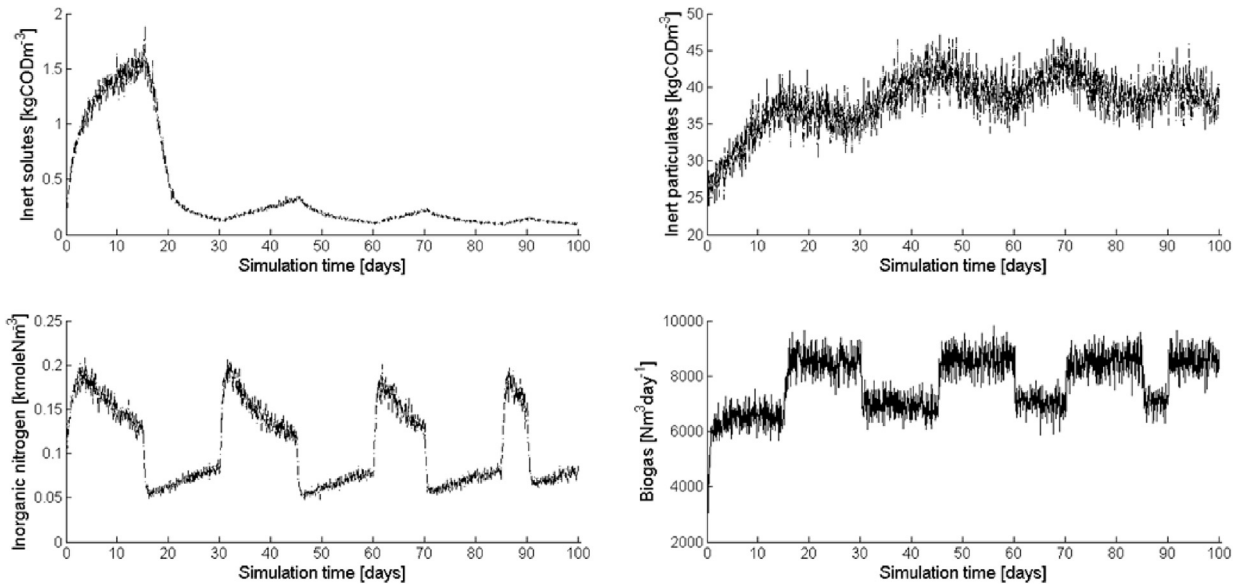 Inert solutes [kgCODm-3]
2
1.5
1
0.5
0
0 10 20 30 40 50 60 70 80 90 100
Simulation time [days]
Inert particulates [kgCODm-3]
50
45
40
35
30
25
20
0 10 20 30 40 50 60 70 80 90 100
Simulation time [days]
Inorganic nitrogen [kmoleNm-3]
0.25
0.2
0.15
0.1
0.05
0
0 10 20 30 40 50 60 70 80 90 100
Simulation time [days]
Biogas [Nm3day-1]
10000
8000
6000
4000
2000
0 10 20 30 40 50 60 70 80 90 100
Simulation time [days]